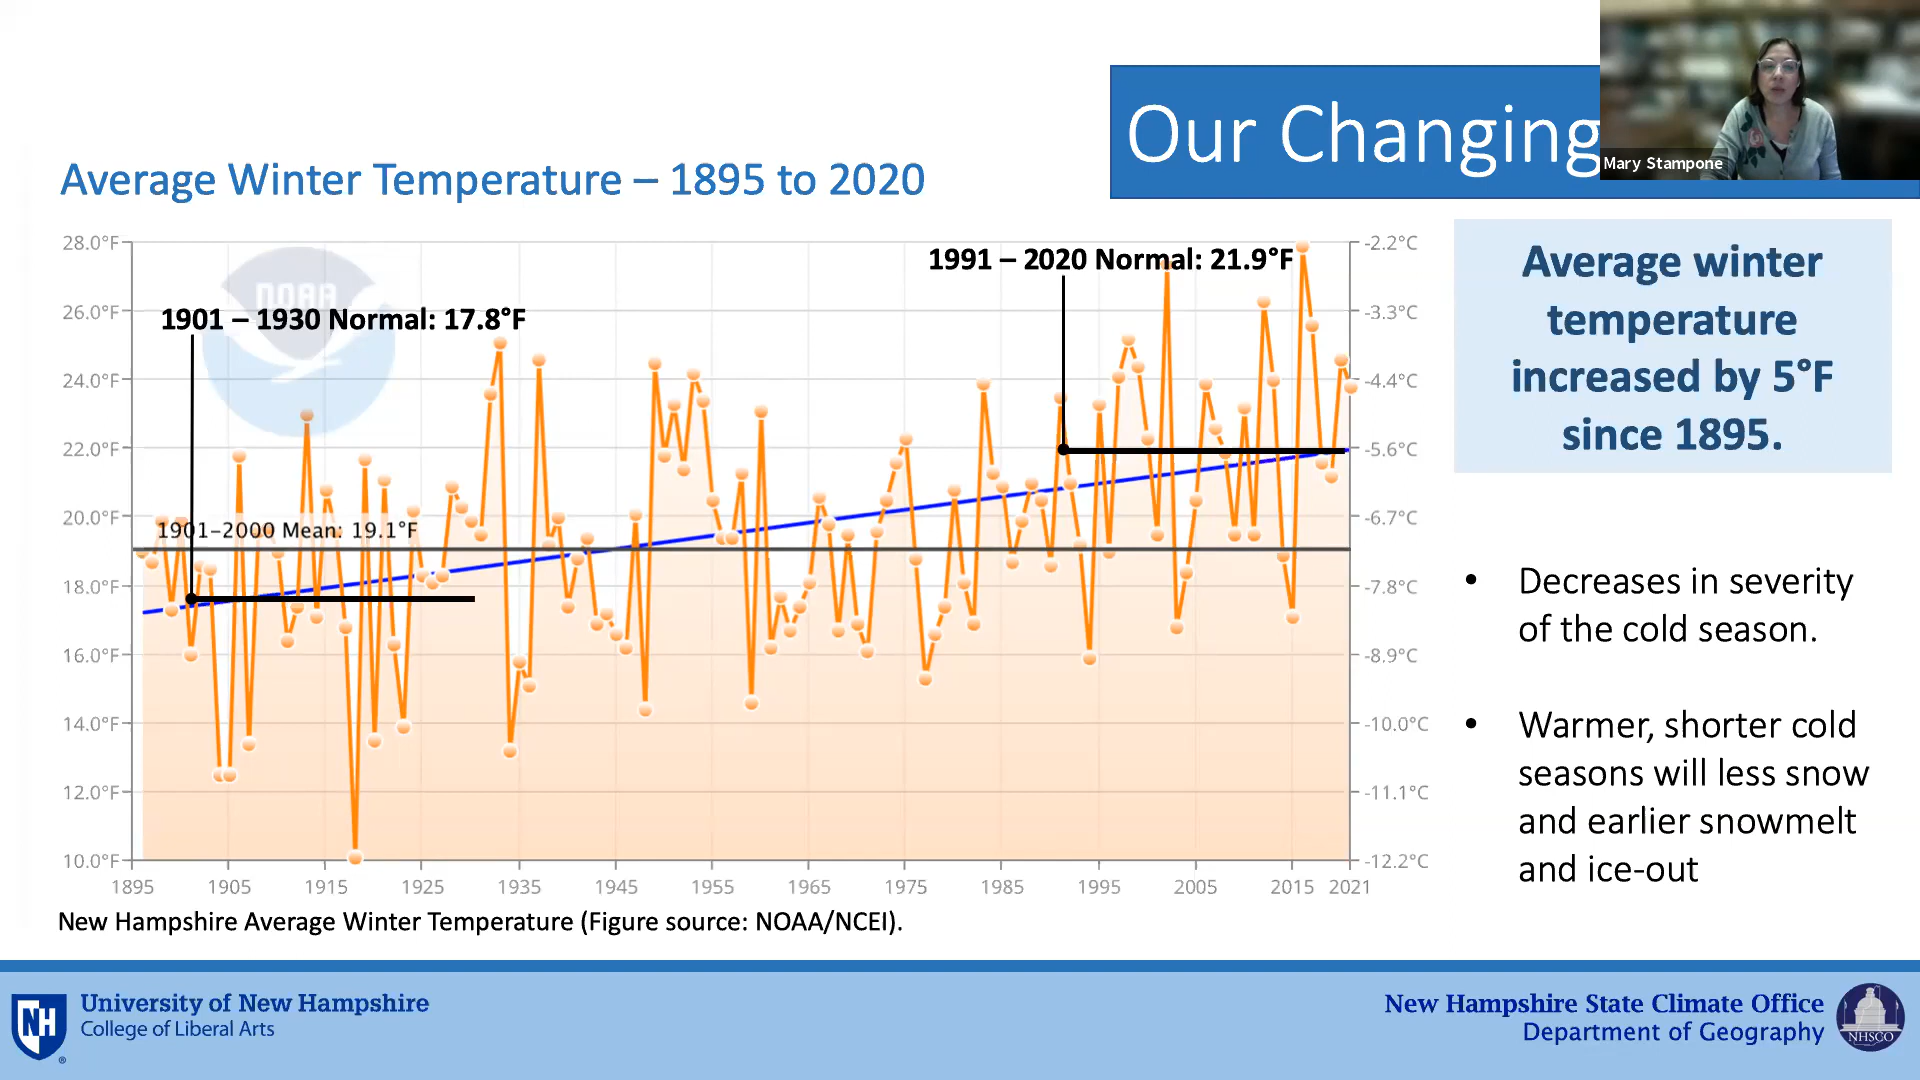 Our Changing
Mary Stampone
Average Winter Temperature – 1895 to 2020
28.0°F
26.0°F
24.0°F
22.0°F
20.0°F
18.0°F
16.0°F
14.0°F
12.0°F
10.0°F
NOAA
1901 – 1930 Normal: 17.8°F
1991 – 2020 Normal: 21.9°F
1901–2000 Mean: 19.1°F
-2.2°C
-3.3°C
-4.4°C
-5.6°C
-6.7°C
-7.8°C
-8.9°C
-10.0°C
-11.1°C
-12.2°C
1895 1905 1915 1925 1935 1945 1955 1965 1975 1985 1995 2005 2015 2021
New Hampshire Average Winter Temperature (Figure source: NOAA/NCEI).
Average winter
temperature
increased by 5°F
since 1895.
• Decreases in severity
of the cold season.
• Warmer, shorter cold
seasons will less snow
and earlier snowmelt
and ice-out
NH
University of New Hampshire
College of Liberal Arts
New Hampshire State Climate Office
Department of Geography
NHSCO